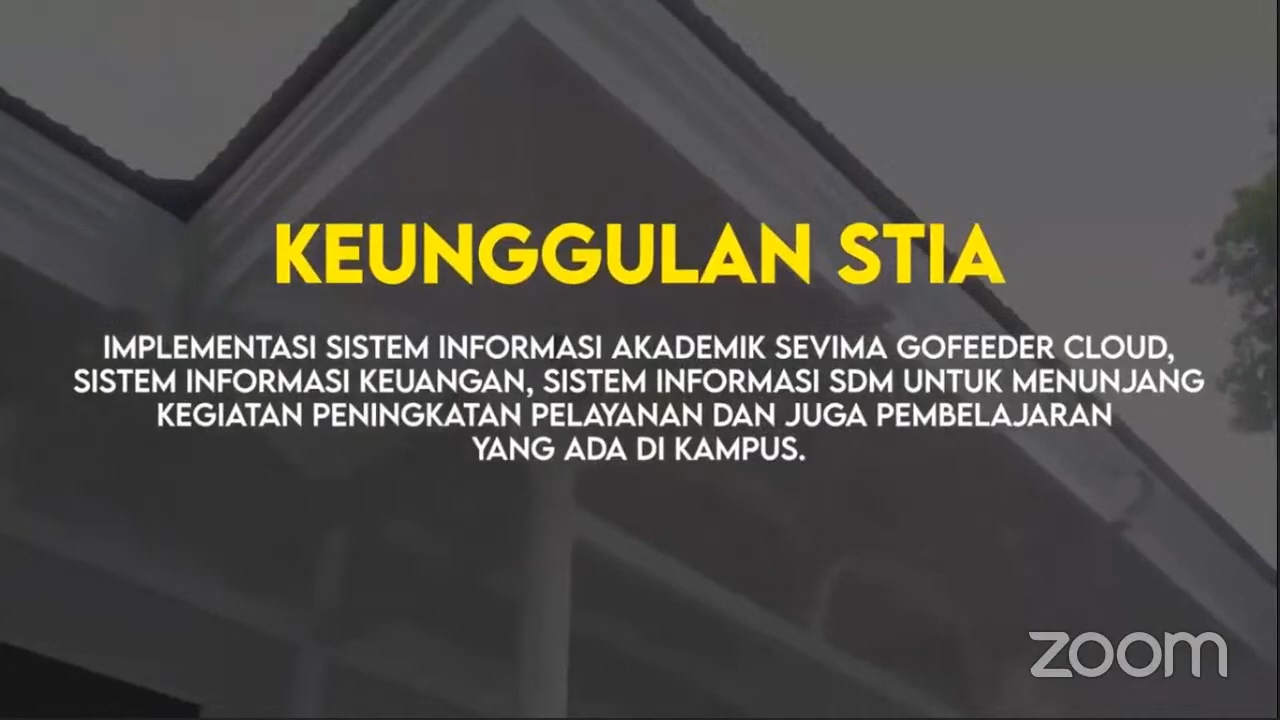 KEUNGGULAN STIA
IMPLEMENTASI SISTEM INFORMASI AKADEMIK SEVIMA GOFEEDER CLOUD,
SISTEM INFORMASI KEUANGAN, SISTEM INFORMASI SDM UNTUK MENUNJANG
KEGIATAN PENINGKATAN PELAYANAN DAN JUGA PEMBELAJARAN
YANG ADA DI KAMPUS.
zoom